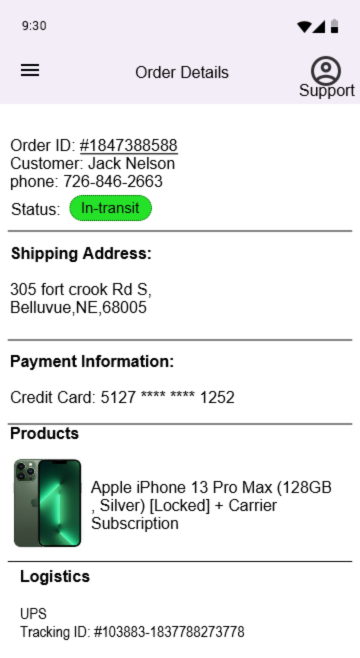 9:30
Order Details
Support
Order ID: #1847388588
Customer: Jack Nelson
phone: 726-846-2663
Status: In-transit
Shipping Address:
305 fort crook Rd S,
Belluvue,NE,68005
Payment Information:
Credit Card: 5127 **** **** 1252
Products
Apple iPhone 13 Pro Max (128GB
, Silver) [Locked] + Carrier
Subscription
Logistics
UPS
Tracking ID: #103883-1837788273778